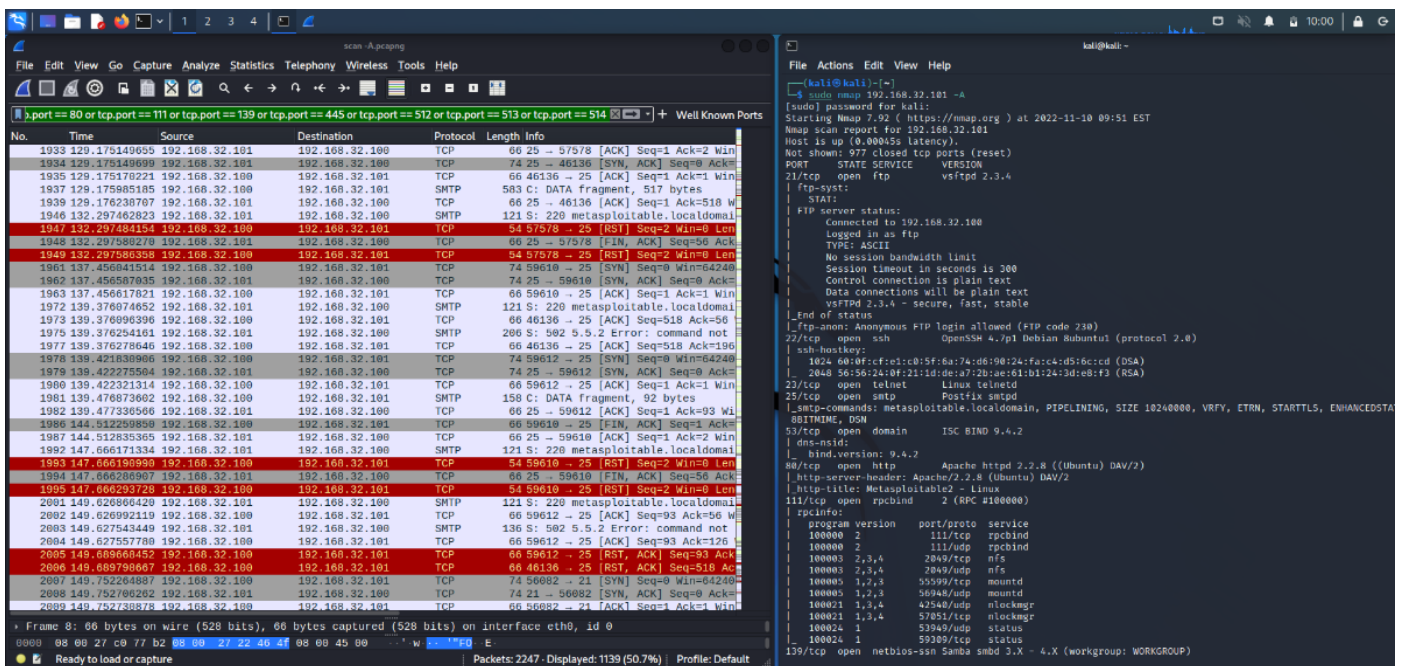 1 2 3 4
10:00
scan -A.pcapng
File Edit View Go Capture Analyze Statistics Telephony Wireless Tools Help
.port == 80 or tcp.port == 111 or tcp.port == 139 or tcp.port == 445 or tcp.port == 512 or tcp.port == 513 or tcp.port == 514 + Well Known Ports
No. Time Source Destination Protocol Length Info
1933 129.175149655 192.168.32.101 192.168.32.100 TCP 66 25 → 57578 [ACK] Seq=1 Ack=2 Win
1934 129.175149699 192.168.32.101 192.168.32.100 TCP 74 25 → 46136 [SYN, ACK] Seq=0 Ack=
1935 129.175170221 192.168.32.100 192.168.32.101 TCP 66 46136 → 25 [ACK] Seq=1 Ack=1 Win
1937 129.175985185 192.168.32.100 192.168.32.101 SMTP 583 C: DATA fragment, 517 bytes
1939 129.176238707 192.168.32.101 192.168.32.100 TCP 66 25 → 46136 [ACK] Seq=1 Ack=518 W
1946 132.297462823 192.168.32.101 192.168.32.100 SMTP 121 S: 220 metasploitable.localdomai
1947 132.297484154 192.168.32.100 192.168.32.101 TCP 54 57578 → 25 [RST] Seq=2 Win=0 Len
1948 132.297580270 192.168.32.101 192.168.32.100 TCP 66 25 → 57578 [FIN, ACK] Seq=56 Ack
1949 132.297586358 192.168.32.100 192.168.32.101 TCP 54 57578 → 25 [RST] Seq=2 Win=0 Len
1961 137.456041514 192.168.32.100 192.168.32.101 TCP 74 59610 → 25 [SYN] Seq=0 Win=64240
1962 137.456587035 192.168.32.101 192.168.32.100 TCP 74 25 → 59610 [SYN, ACK] Seq=0 Ack=
1963 137.456617821 192.168.32.100 192.168.32.101 TCP 66 59610 → 25 [ACK] Seq=1 Ack=1 Win
1972 139.376074652 192.168.32.101 192.168.32.100 SMTP 121 S: 220 metasploitable.localdomai
1973 139.376096396 192.168.32.100 192.168.32.101 TCP 66 46136 → 25 [ACK] Seq=518 Ack=56
1975 139.376254161 192.168.32.101 192.168.32.100 SMTP 206 S: 502 5.5.2 Error: command not
1977 139.376278646 192.168.32.100 192.168.32.101 TCP 66 46136 → 25 [ACK] Seq=518 Ack=196
1978 139.421830906 192.168.32.100 192.168.32.101 TCP 74 59612 → 25 [SYN] Seq=0 Win=64240
1979 139.422275504 192.168.32.101 192.168.32.100 TCP 74 25 → 59612 [SYN, ACK] Seq=0 Ack=
1980 139.422321314 192.168.32.100 192.168.32.101 TCP 66 59612 → 25 [ACK] Seq=1 Ack=1 Win
1981 139.476873602 192.168.32.100 192.168.32.101 SMTP 158 C: DATA fragment, 92 bytes
1982 139.477336566 192.168.32.101 192.168.32.100 TCP 66 25 → 59612 [ACK] Seq=1 Ack=93 Wi
1986 144.512259850 192.168.32.100 192.168.32.101 TCP 66 59610 → 25 [FIN, ACK] Seq=1 Ack=
1987 144.512835365 192.168.32.101 192.168.32.100 TCP 66 25 → 59610 [ACK] Seq=1 Ack=2 Win
1992 147.666171334 192.168.32.101 192.168.32.100 SMTP 121 S: 220 metasploitable.localdomai
1993 147.666190990 192.168.32.100 192.168.32.101 TCP 54 59610 → 25 [RST] Seq=2 Win=0 Len
1994 147.666286907 192.168.32.101 192.168.32.100 TCP 66 25 → 59610 [FIN, ACK] Seq=56 Ack
1995 147.666293728 192.168.32.100 192.168.32.101 TCP 54 59610 → 25 [RST] Seq=2 Win=0 Len
2001 149.626866420 192.168.32.101 192.168.32.100 SMTP 121 S: 220 metasploitable.localdomai
2002 149.626992119 192.168.32.100 192.168.32.101 TCP 66 59612 → 25 [ACK] Seq=93 Ack=56 W
2003 149.627543449 192.168.32.101 192.168.32.100 SMTP 136 S: 502 5.5.2 Error: command not
2004 149.627557780 192.168.32.100 192.168.32.101 TCP 66 59612 → 25 [ACK] Seq=93 Ack=126
2005 149.689668452 192.168.32.100 192.168.32.101 TCP 66 59612 → 25 [RST, ACK] Seq=93 Ack
2006 149.689798667 192.168.32.100 192.168.32.101 TCP 66 46136 → 25 [RST, ACK] Seq=518 Ac
2007 149.752264887 192.168.32.100 192.168.32.101 TCP 74 56082 → 21 [SYN] Seq=0 Win=64240
2008 149.752706262 192.168.32.101 192.168.32.100 TCP 74 21 → 56082 [SYN, ACK] Seq=0 Ack=
2009 149.752730878 192.168.32.100 192.168.32.101 TCP 66 56082 → 21 [ACK] Seq=1 Ack=1 Win
Frame 8: 66 bytes on wire (528 bits), 66 bytes captured (528 bits) on interface eth0, id 0
0000 08 00 27 c0 77 b2 08 00 27 22 46 4f 08 00 45 00 ··'·w··· '"FO··E·
Ready to load or capture Packets: 2247 · Displayed: 1139 (50.7%) Profile: Default
kali@kali: ~
File Actions Edit View Help
┌──(kali㉿kali)-[~]
└─$ sudo nmap 192.168.32.101 -A
[sudo] password for kali:
Starting Nmap 7.92 ( https://nmap.org ) at 2022-11-10 09:51 EST
Nmap scan report for 192.168.32.101
Host is up (0.00045s latency).
Not shown: 977 closed tcp ports (reset)
PORT STATE SERVICE VERSION
21/tcp open ftp vsftpd 2.3.4
| ftp-syst:
| STAT:
| FTP server status:
| Connected to 192.168.32.100
| Logged in as ftp
| TYPE: ASCII
| No session bandwidth limit
| Session timeout in seconds is 300
| Control connection is plain text
| Data connections will be plain text
| vsFTPd 2.3.4 - secure, fast, stable
|_End of status
|_ftp-anon: Anonymous FTP login allowed (FTP code 230)
22/tcp open ssh OpenSSH 4.7p1 Debian 8ubuntu1 (protocol 2.0)
| ssh-hostkey:
| 1024 60:0f:cf:e1:c0:5f:6a:74:d6:90:24:fa:c4:d5:6c:cd (DSA)
|_ 2048 56:56:24:0f:21:1d:de:a7:2b:ae:61:b1:24:3d:e8:f3 (RSA)
23/tcp open telnet Linux telnetd
25/tcp open smtp Postfix smtpd
|_smtp-commands: metasploitable.localdomain, PIPELINING, SIZE 10240000, VRFY, ETRN, STARTTLS, ENHANCEDSTA
8BITMIME, DSN
53/tcp open domain ISC BIND 9.4.2
| dns-nsid:
|_ bind.version: 9.4.2
80/tcp open http Apache httpd 2.2.8 ((Ubuntu) DAV/2)
|_http-server-header: Apache/2.2.8 (Ubuntu) DAV/2
|_http-title: Metasploitable2 - Linux
111/tcp open rpcbind 2 (RPC #100000)
| rpcinfo:
| program version port/proto service
| 100000 2 111/tcp rpcbind
| 100000 2 111/udp rpcbind
| 100003 2,3,4 2049/tcp nfs
| 100003 2,3,4 2049/udp nfs
| 100005 1,2,3 55599/tcp mountd
| 100005 1,2,3 56948/udp mountd
| 100021 1,3,4 42540/udp nlockmgr
| 100021 1,3,4 57051/tcp nlockmgr
| 100024 1 53949/udp status
|_ 100024 1 59309/tcp status
139/tcp open netbios-ssn Samba smbd 3.X - 4.X (workgroup: WORKGROUP)